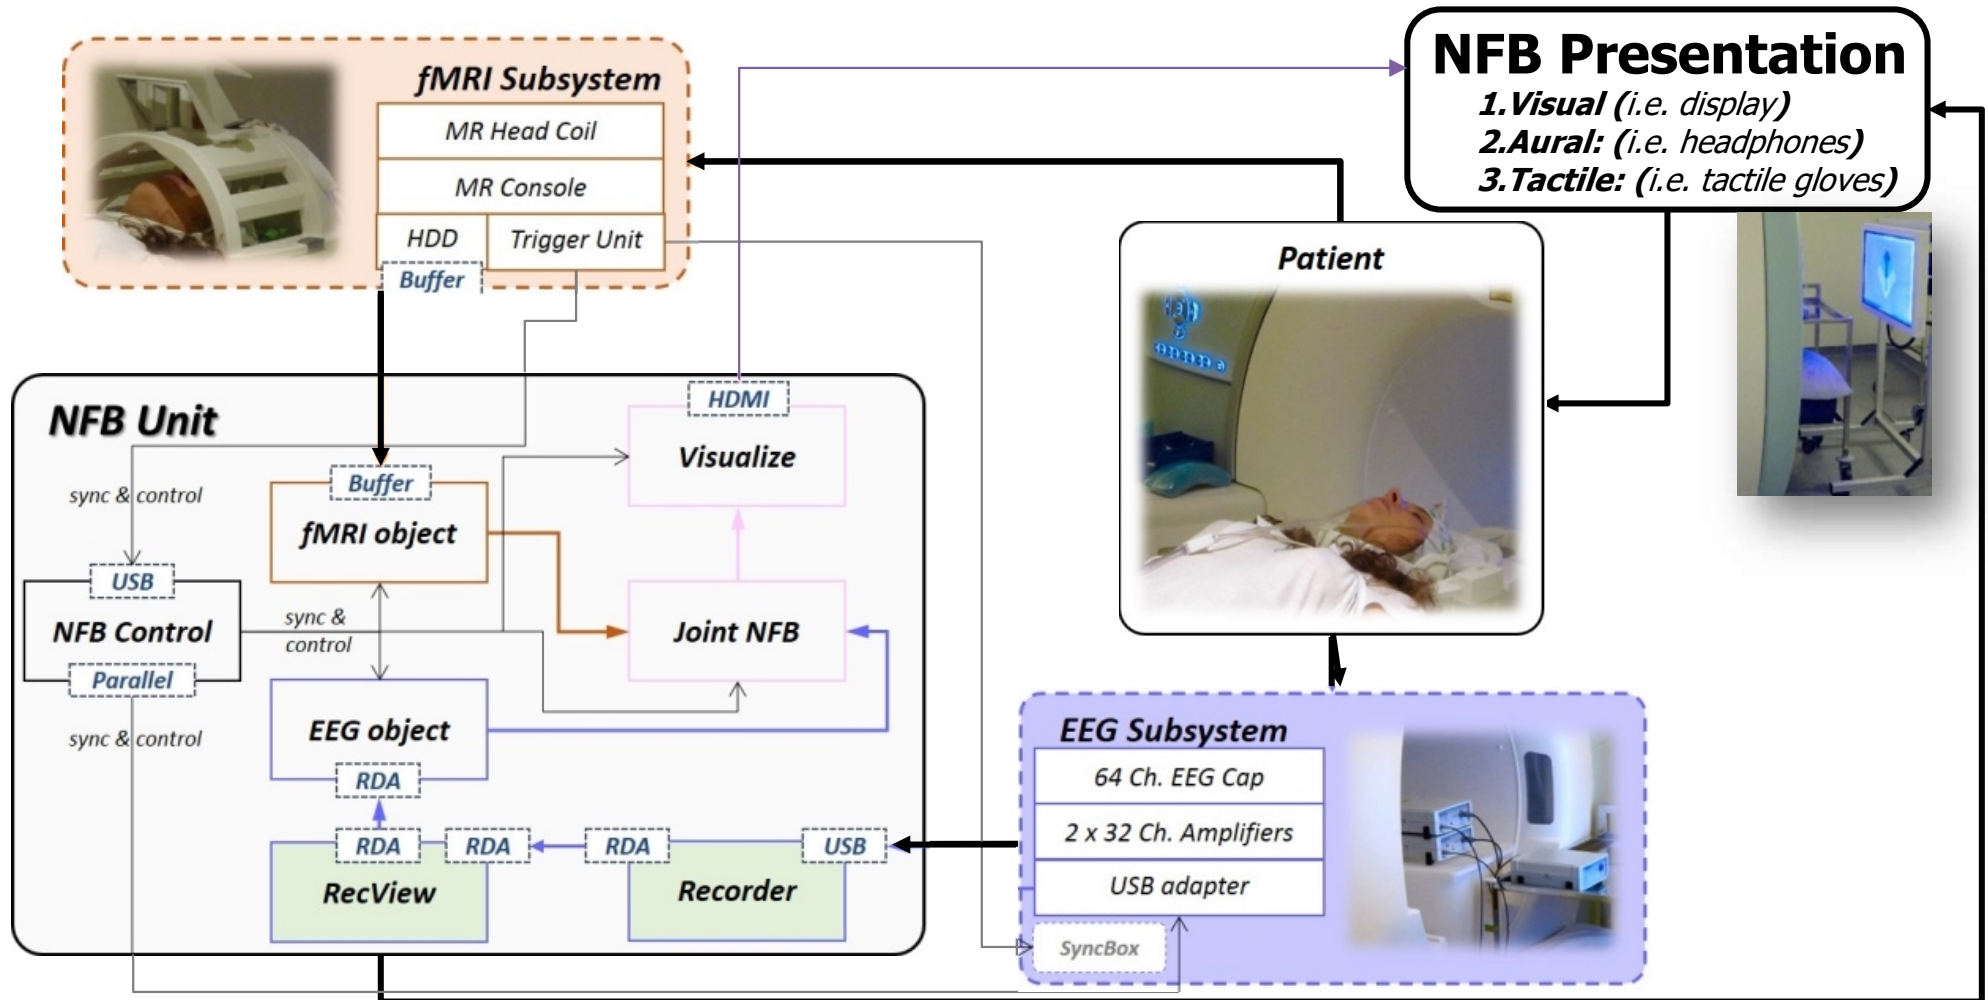 fMRI Subsystem
MR Head Coil
MR Console
HDD
Trigger Unit
Buffer
NFB Presentation
1.Visual (i.e. display)
2.Aural: (i.e. headphones)
3.Tactile: (i.e. tactile gloves)
Patient
NFB Unit
HDMI
Visualize
sync & control
Buffer
fMRI object
USB
NFB Control
Parallel
sync &
control
Joint NFB
sync & control
EEG object
RDA
RDA
RDA
RDA
USB
RecView
Recorder
EEG Subsystem
64 Ch. EEG Cap
2 x 32 Ch. Amplifiers
USB adapter
SyncBox